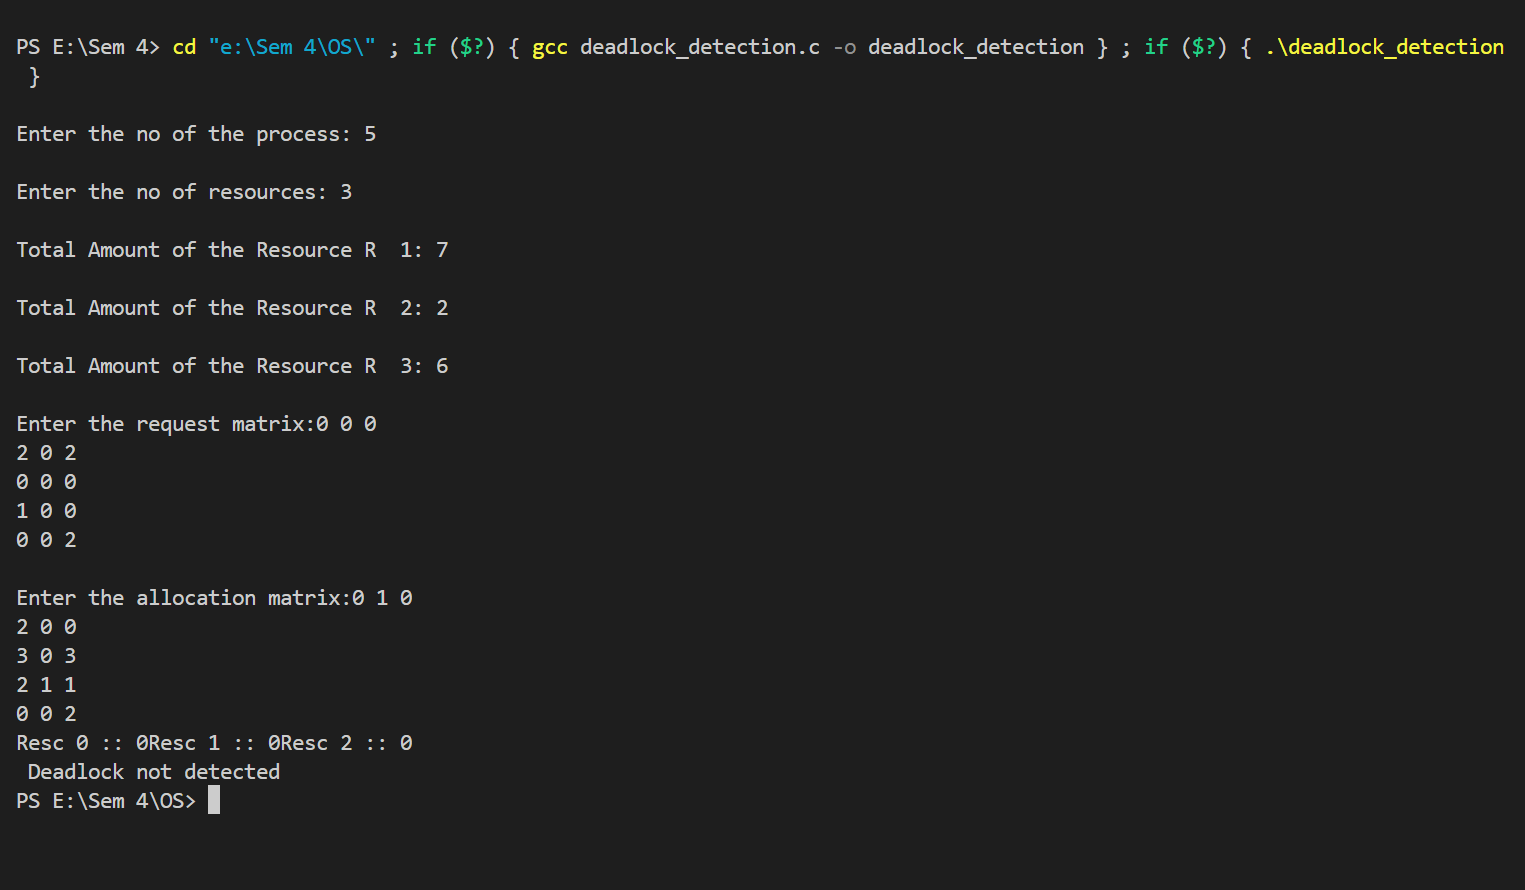 PS E:\Sem 4> cd "e:\Sem 4\OS\" ; if ($?) { gcc deadlock_detection.c -o deadlock_detection } ; if ($?) { .\deadlock_detection
 }
Enter the no of the process: 5
Enter the no of resources: 3
Total Amount of the Resource R  1: 7
Total Amount of the Resource R  2: 2
Total Amount of the Resource R  3: 6
Enter the request matrix:0 0 0
2 0 2
0 0 0
1 0 0
0 0 2
Enter the allocation matrix:0 1 0
2 0 0
3 0 3
2 1 1
0 0 2
Resc 0 :: 0Resc 1 :: 0Resc 2 :: 0
 Deadlock not detected
PS E:\Sem 4\OS>